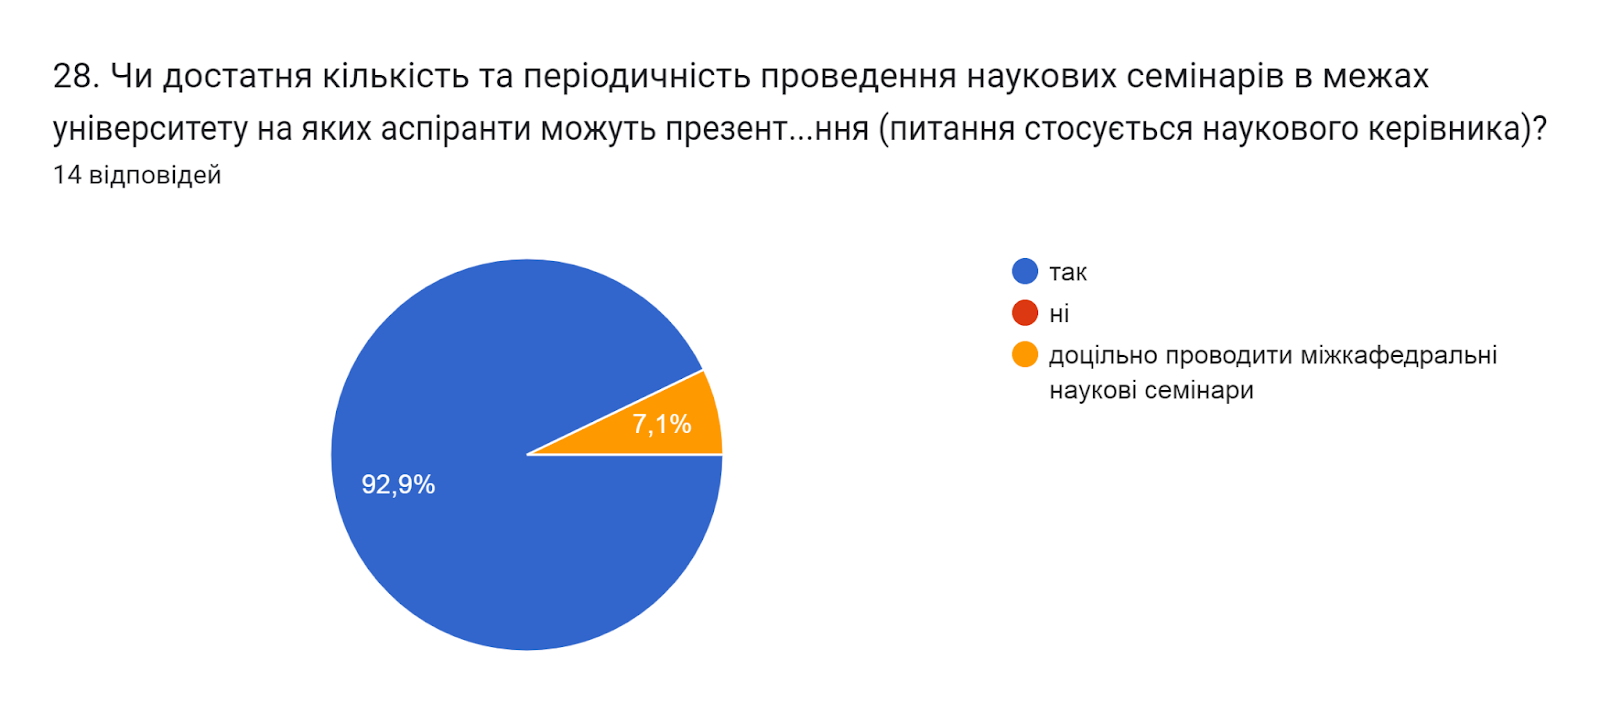 28. Чи достатня кількість та періодичність проведення наукових семінарів в межах
університету на яких аспіранти можуть презент...ння (питання стосується наукового керівника)?
14 відповідей
так
ні
доцільно проводити міжкафедральні
наукові семінари
7,1%
92,9%